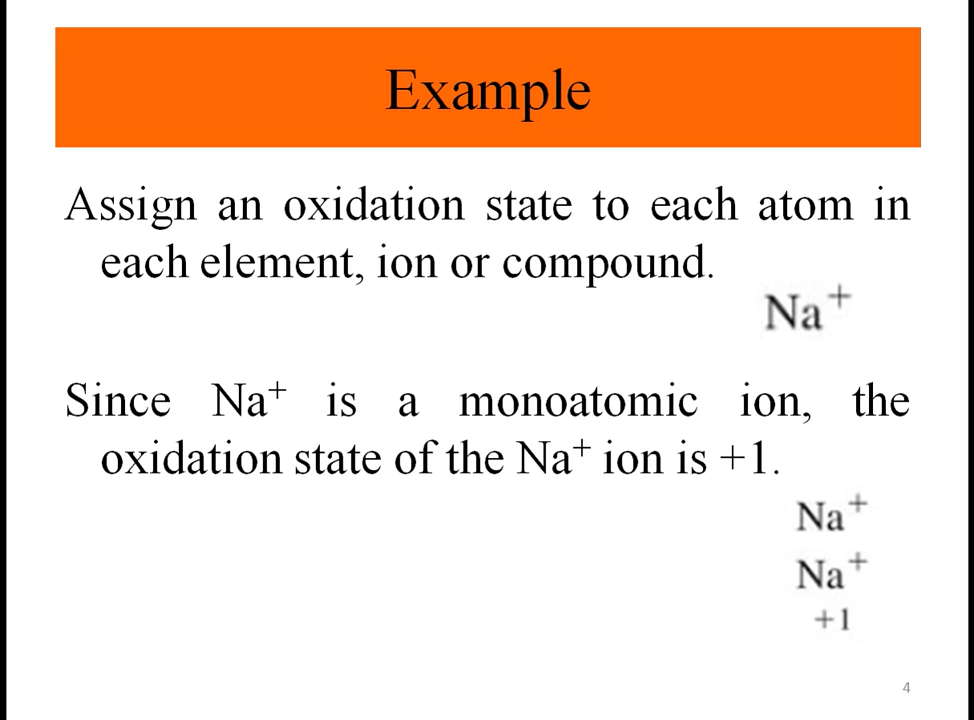 Example
Assign an oxidation state to each atom in
each element, ion or compound.
Na⁺
Since Na⁺ is a monoatomic ion, the
oxidation state of the Na⁺ ion is +1.
Na⁺
Na⁺
+1
4